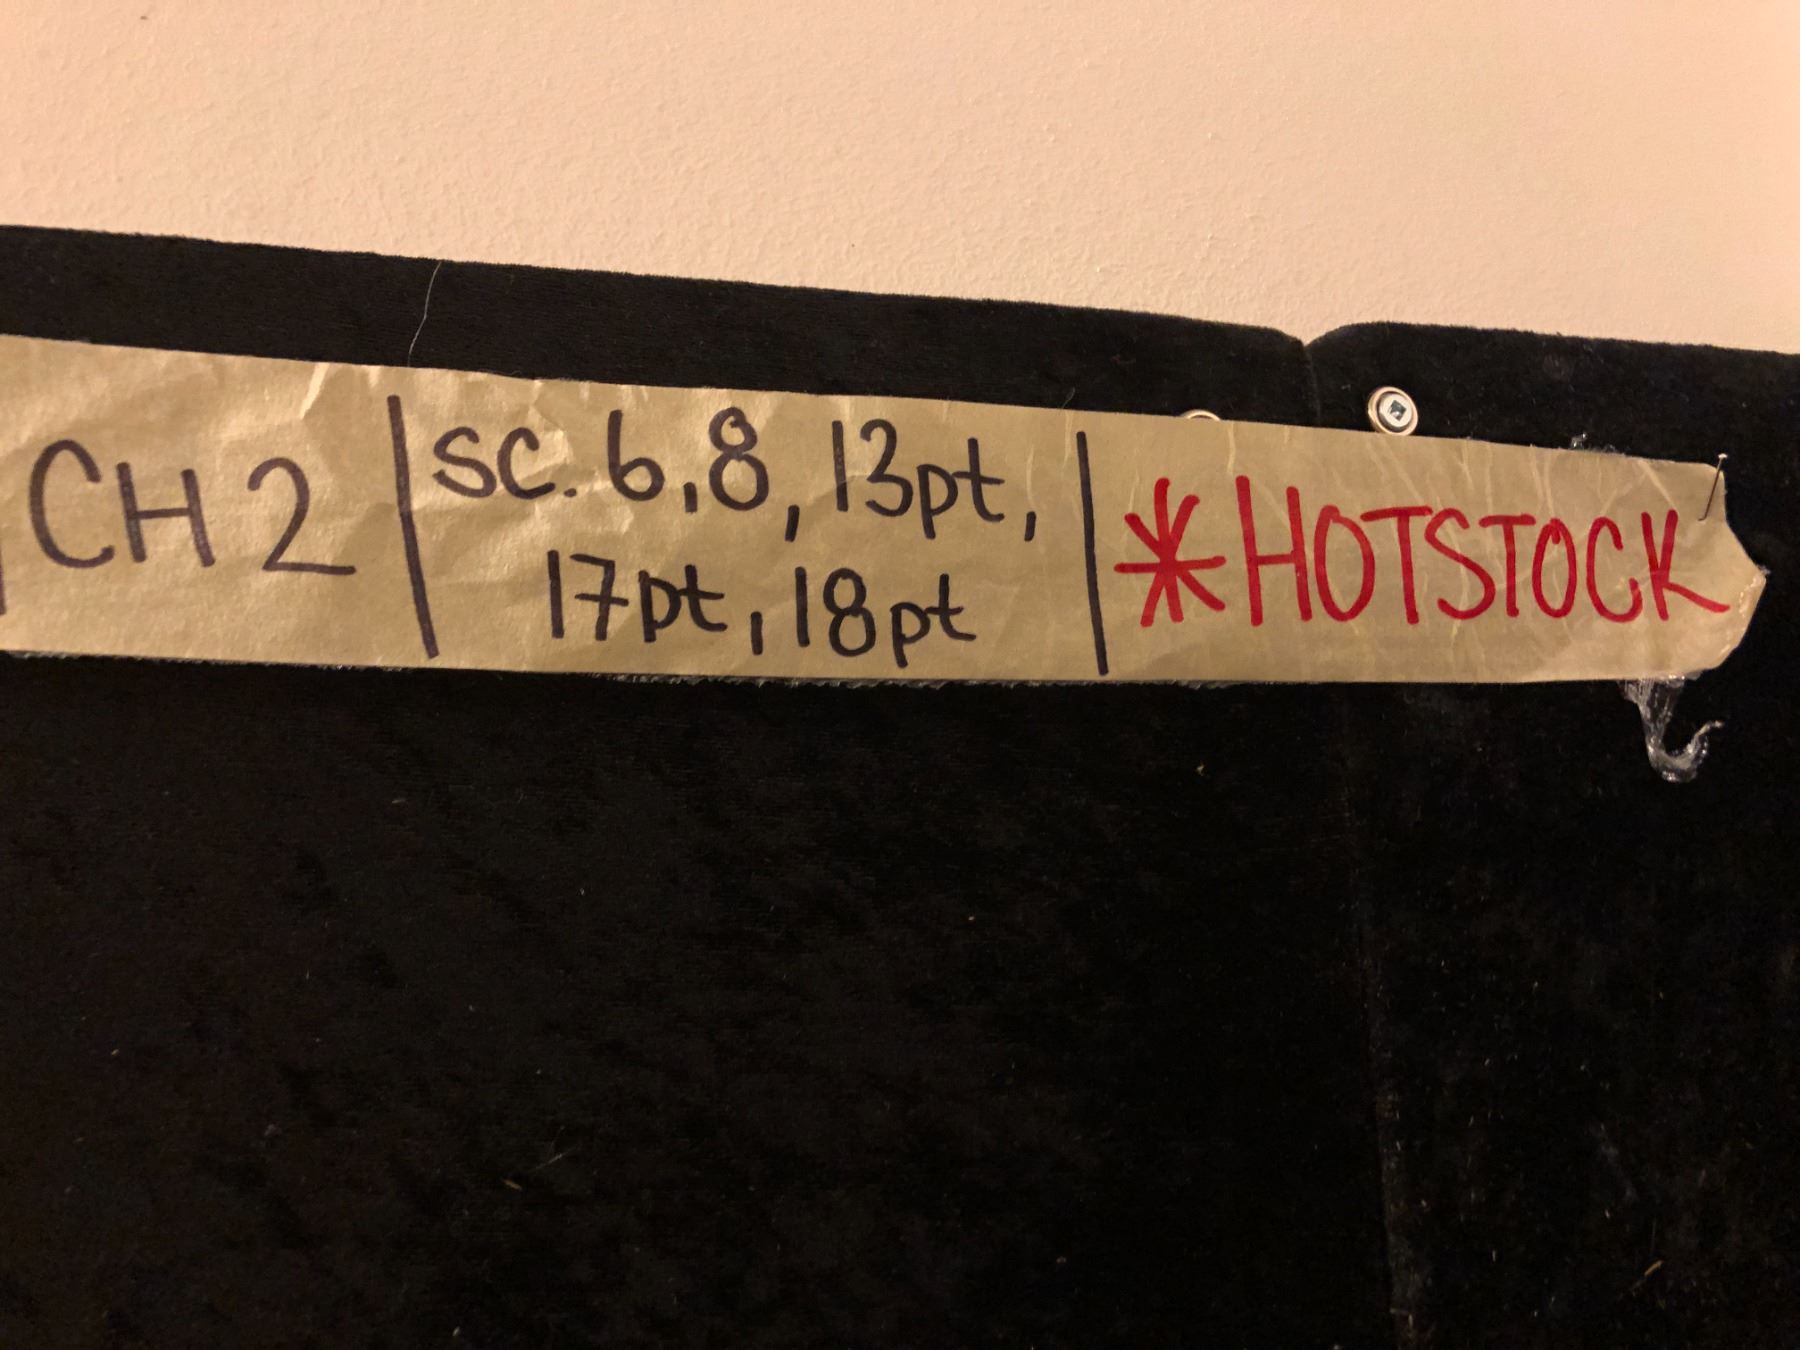 CH 2 | sc. 6, 8, 13pt, | *HOTSTOCK
17pt, 18pt